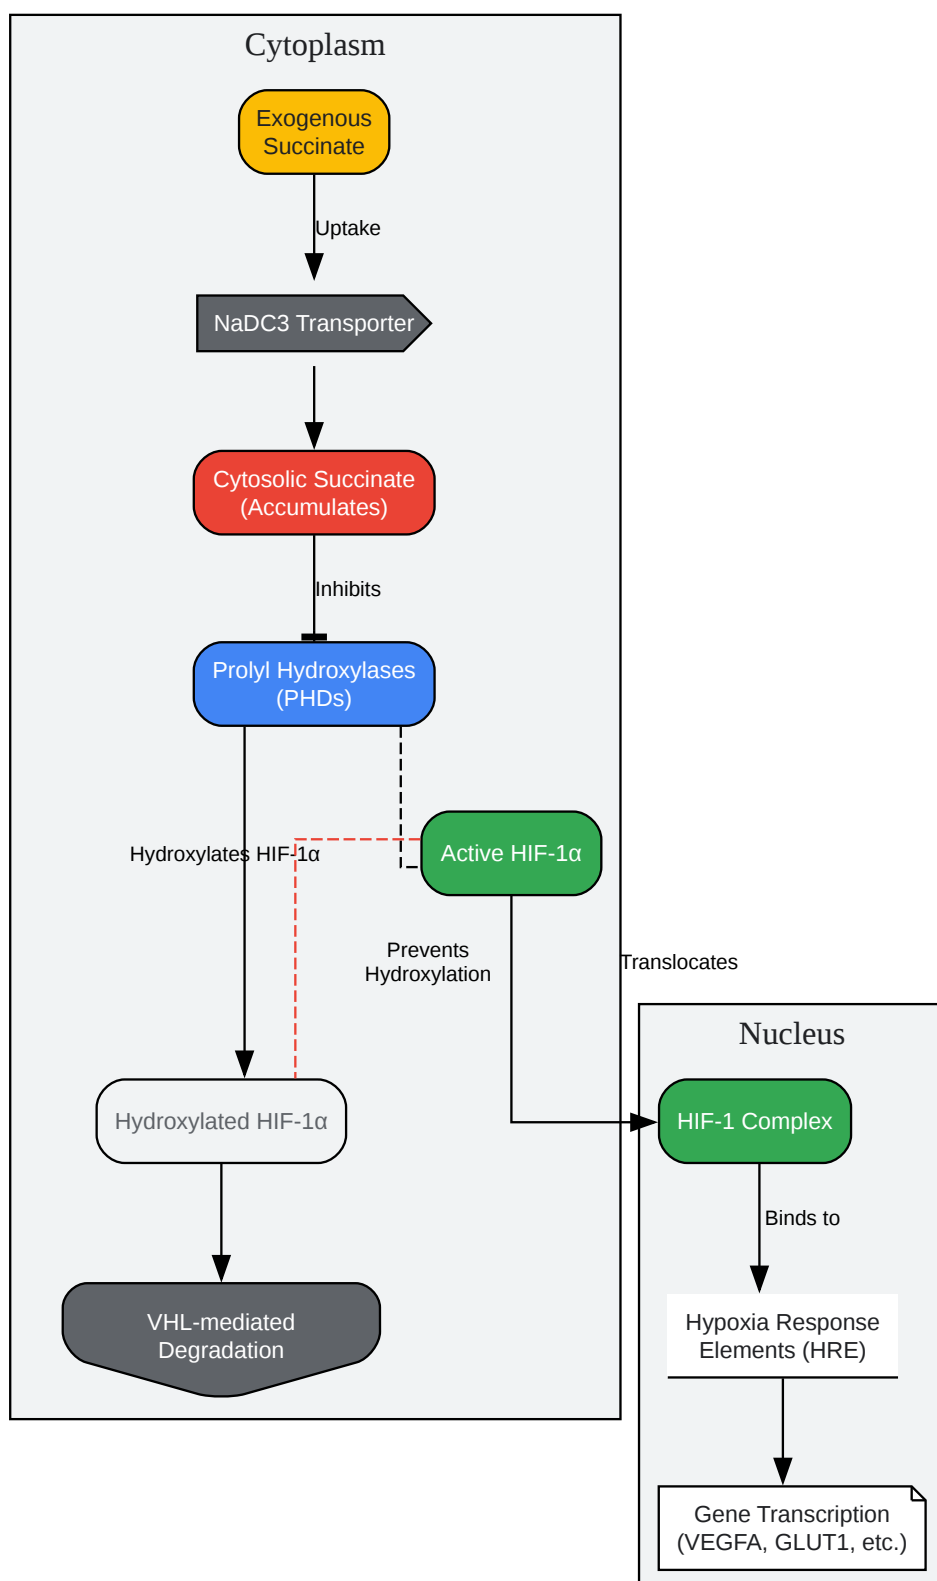 Cytoplasm
Exogenous
Succinate
Uptake
NaDC3 Transporter
Cytosolic Succinate
(Accumulates)
Inhibits
Prolyl Hydroxylases
(PHDs)
Hydroxylates HIF-1α
Active HIF-1α
Prevents
Hydroxylation
Translocates
Nucleus
Hydroxylated HIF-1α
HIF-1 Complex
Binds to
VHL-mediated
Degradation
Hypoxia Response
Elements (HRE)
Gene Transcription
(VEGFA, GLUT1, etc.)